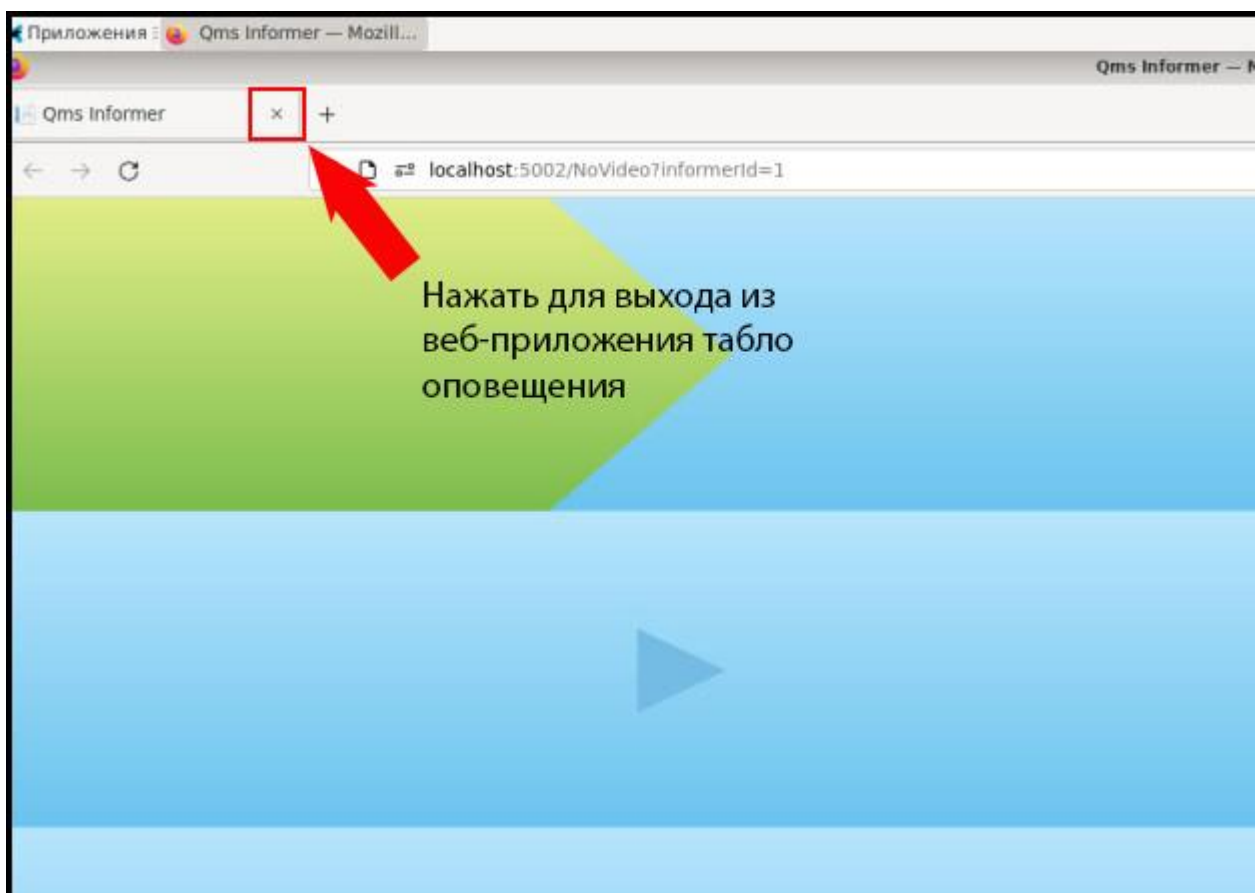 Приложения
Qms Informer — Mozill...
Qms Informer —
Qms Informer
localhost:5002/NoVideo?informerId=1
Нажать для выхода из
веб-приложения табло
оповещения